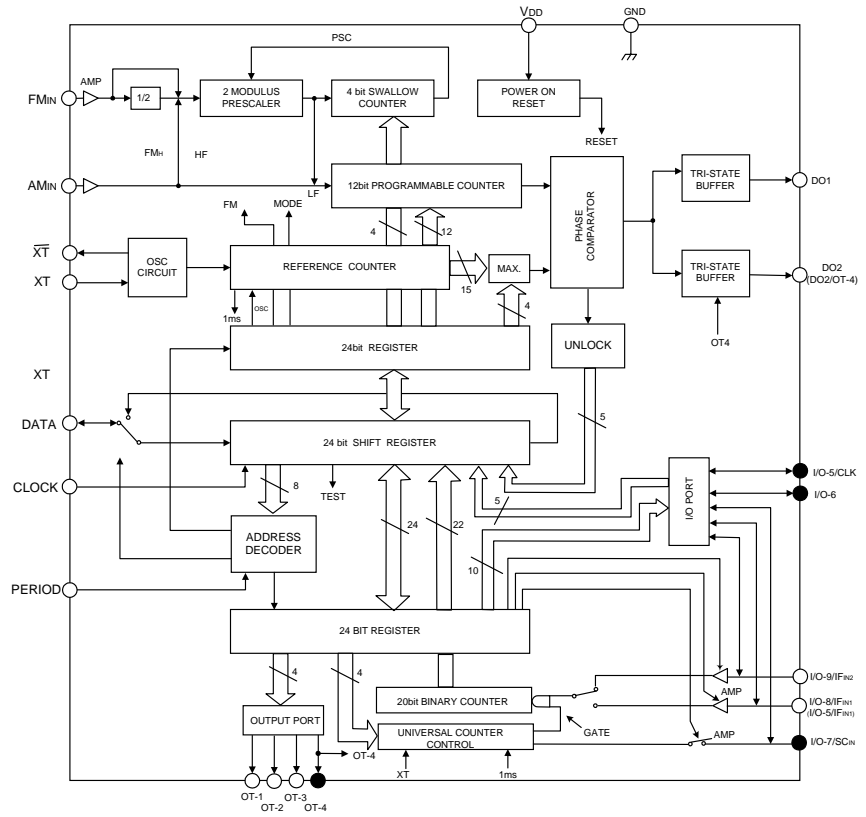 VDD
GND
PSC
AMP
FMIN
1/2
2 MODULUS
PRESCALER
4 bit SWALLOW
COUNTER
POWER ON
RESET
RESET
FMH
HF
AMIN
LF
12bit PROGRAMMABLE COUNTER
PHASE
COMPARATOR
TRI-STATE
BUFFER
DO1
FM
MODE
4
12
XT
OSC
CIRCUIT
REFERENCE COUNTER
MAX.
TRI-STATE
BUFFER
DO2
(DO2/OT-4)
XT
15
1ms
OSC
4
OT4
24bit REGISTER
UNLOCK
XT
DATA
5
24 bit SHIFT REGISTER
I/O PORT
I/O-5/CLK
CLOCK
8
TEST
5
I/O-6
24
22
ADDRESS
DECODER
10
PERIOD
24 BIT REGISTER
4
4
I/O-9/IFIN2
20bit BINARY COUNTER
AMP
I/O-8/IFIN1
(I/O-5/IFIN1)
OUTPUT PORT
UNIVERSAL COUNTER
CONTROL
GATE
AMP
I/O-7/SCIN
OT-4
XT
1ms
OT-1
OT-2
OT-3
OT-4